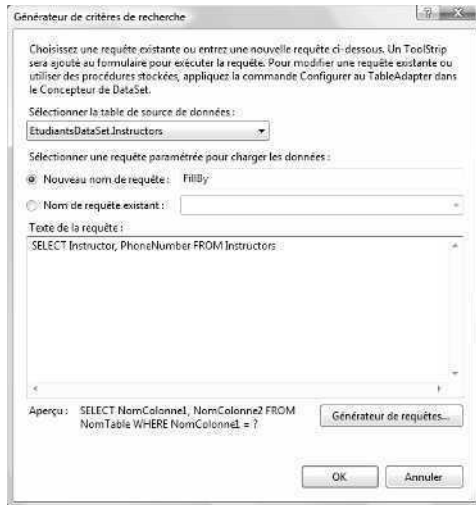 Générateur de critères de recherche
Choisissez une requête existante ou entrez une nouvelle requête ci-dessous. Un ToolStrip
sera ajouté au formulaire pour exécuter la requête. Pour modifier une requête existante ou
utiliser des procédures stockées, appliquez la commande Configurer au TableAdapter dans
le Concepteur de DataSet.
Sélectionner la table de source de données :
EtudiantsDataSet.Instructors
Sélectionner une requête paramétrée pour charger les données :
Nouveau nom de requête : FillBy
Nom de requête existant :
Texte de la requête :
SELECT Instructor, PhoneNumber FROM Instructors
Aperçu : SELECT NomColonne1, NomColonne2 FROM
NomTable WHERE NomColonne1 = ?
Générateur de requêtes...
OK Annuler